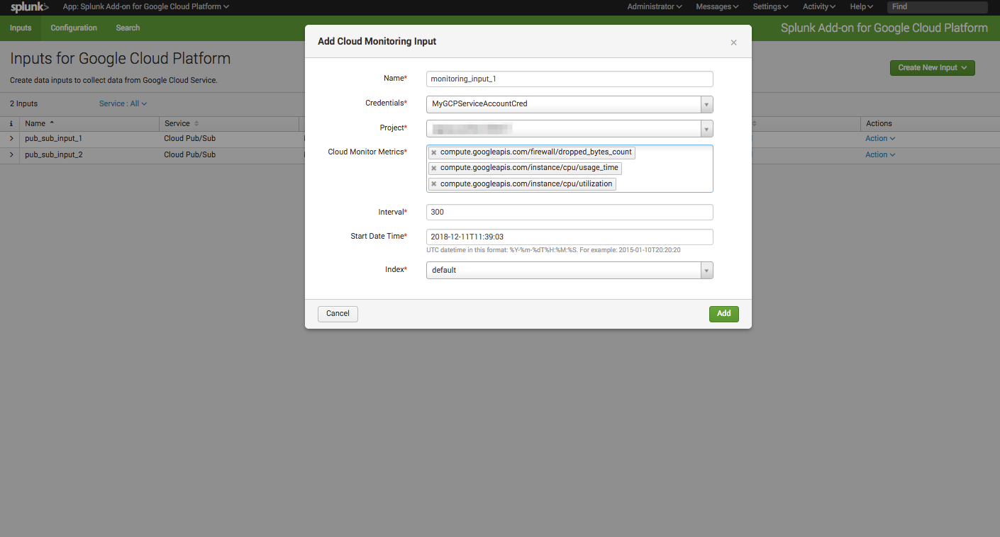 splunk> App: Splunk Add-on for Google Cloud Platform Administrator Messages Settings Activity Help Find
Inputs Configuration Search Splunk Add-on for Google Cloud Platform
Inputs for Google Cloud Platform
Create data inputs to collect data from Google Cloud Service.
Create New Input
2 Inputs Service : All
i Name Service Actions
pub_sub_input_1 Cloud Pub/Sub Action
pub_sub_input_2 Cloud Pub/Sub Action
Add Cloud Monitoring Input ×
Name* monitoring_input_1
Credentials* MyGCPServiceAccountCred
Project*
Cloud Monitor Metrics* × compute.googleapis.com/firewall/dropped_bytes_count
× compute.googleapis.com/instance/cpu/usage_time
× compute.googleapis.com/instance/cpu/utilization
Interval* 300
Start Date Time* 2018-12-11T11:39:03
UTC datetime in this format: %Y-%m-%dT%H:%M:%S. For example: 2015-01-10T20:20:20
Index* default
Cancel Add